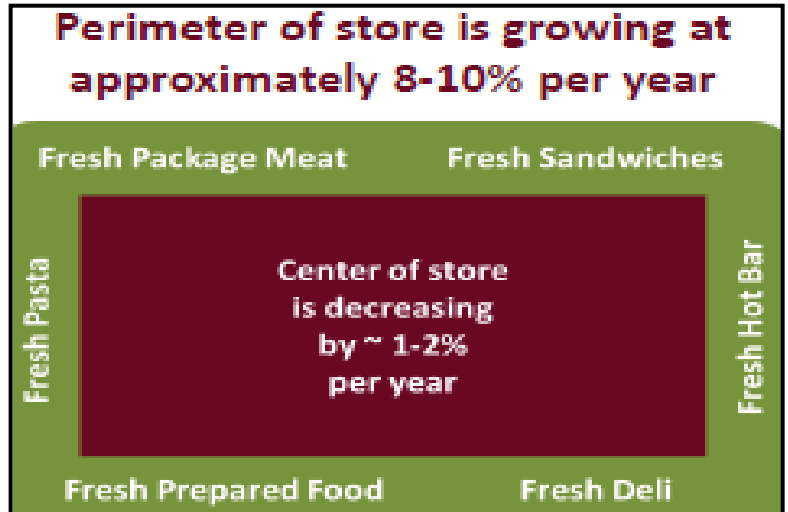 Perimeter of store is growing at
approximately 8-10% per year
Fresh Package Meat
Fresh Sandwiches
Fresh Pasta
Center of store
is decreasing
by ~ 1-2%
per year
Fresh Hot Bar
Fresh Prepared Food
Fresh Deli